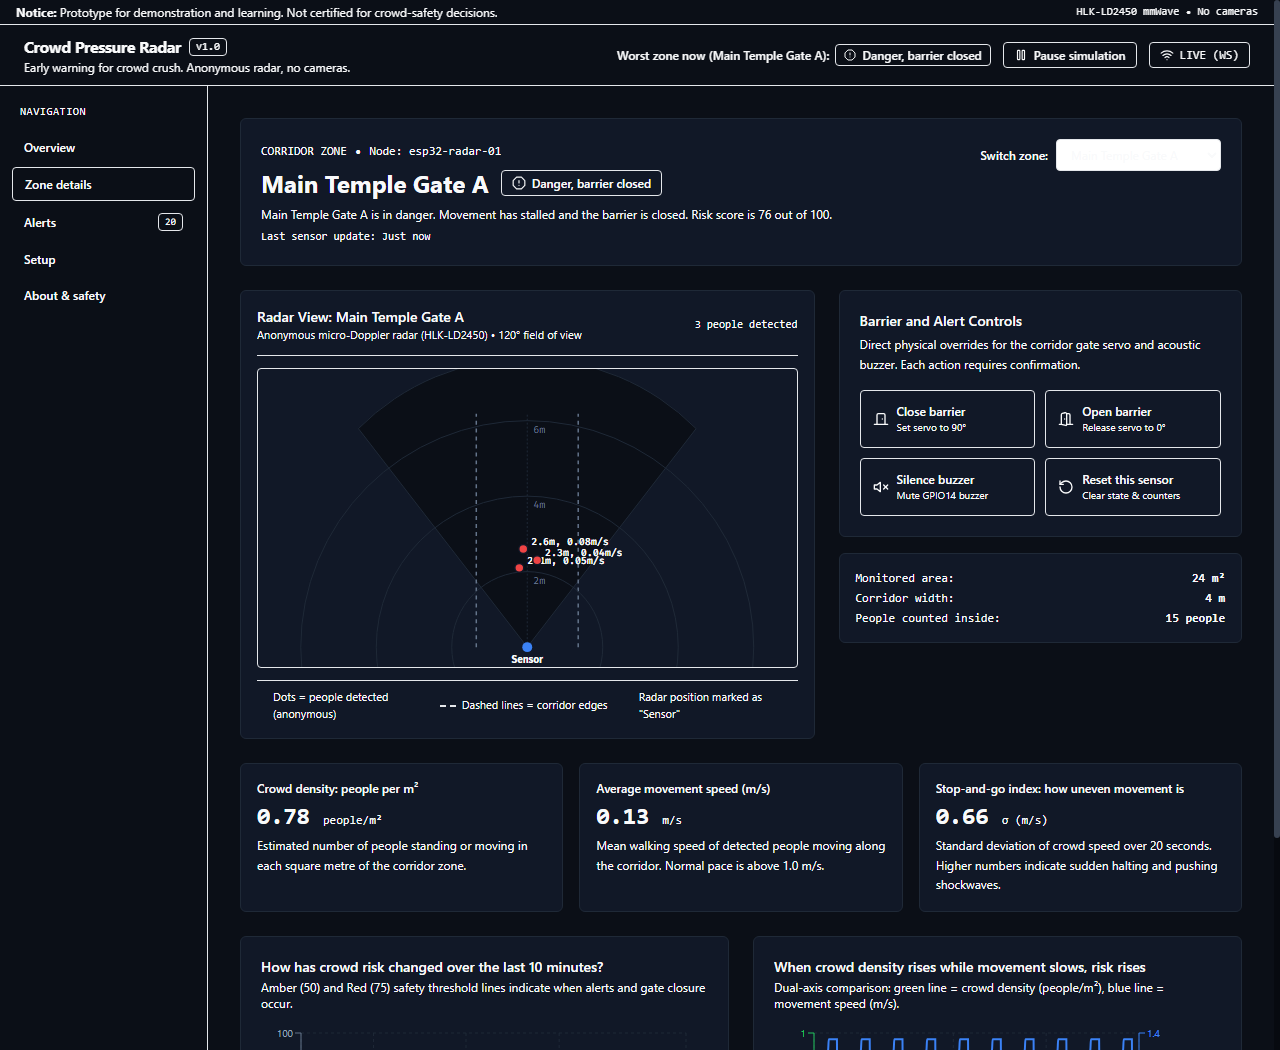 Notice: Prototype for demonstration and learning. Not certified for crowd-safety decisions.
HLK-LD2450 mmWave • No cameras
Crowd Pressure Radar v1.0
Early warning for crowd crush. Anonymous radar, no cameras.
Worst zone now (Main Temple Gate A): Danger, barrier closed
Pause simulation
LIVE (WS)
NAVIGATION
Overview
Zone details
Alerts 20
Setup
About & safety
CORRIDOR ZONE • Node: esp32-radar-01
Main Temple Gate A Danger, barrier closed
Main Temple Gate A is in danger. Movement has stalled and the barrier is closed. Risk score is 76 out of 100.
Last sensor update: Just now
Switch zone: Main Temple Gate A
Radar View: Main Temple Gate A
Anonymous micro-Doppler radar (HLK-LD2450) • 120° field of view
3 people detected
6m
4m
2.6m, 0.08m/s
2.3m, 0.04m/s
1m, 0.05m/s
2m
Sensor
Dots = people detected
(anonymous)
Dashed lines = corridor edges
Radar position marked as
"Sensor"
Barrier and Alert Controls
Direct physical overrides for the corridor gate servo and acoustic
buzzer. Each action requires confirmation.
Close barrier
Set servo to 90°
Open barrier
Release servo to 0°
Silence buzzer
Mute GPIO14 buzzer
Reset this sensor
Clear state & counters
Monitored area: 24 m²
Corridor width: 4 m
People counted inside: 15 people
Crowd density: people per m²
0.78 people/m²
Estimated number of people standing or moving in
each square metre of the corridor zone.
Average movement speed (m/s)
0.13 m/s
Mean walking speed of detected people moving along
the corridor. Normal pace is above 1.0 m/s.
Stop-and-go index: how uneven movement is
0.66 σ (m/s)
Standard deviation of crowd speed over 20 seconds.
Higher numbers indicate sudden halting and pushing
shockwaves.
How has crowd risk changed over the last 10 minutes?
Amber (50) and Red (75) safety threshold lines indicate when alerts and gate closure
occur.
100
When crowd density rises while movement slows, risk rises
Dual-axis comparison: green line = crowd density (people/m²), blue line =
movement speed (m/s).
1
1.4